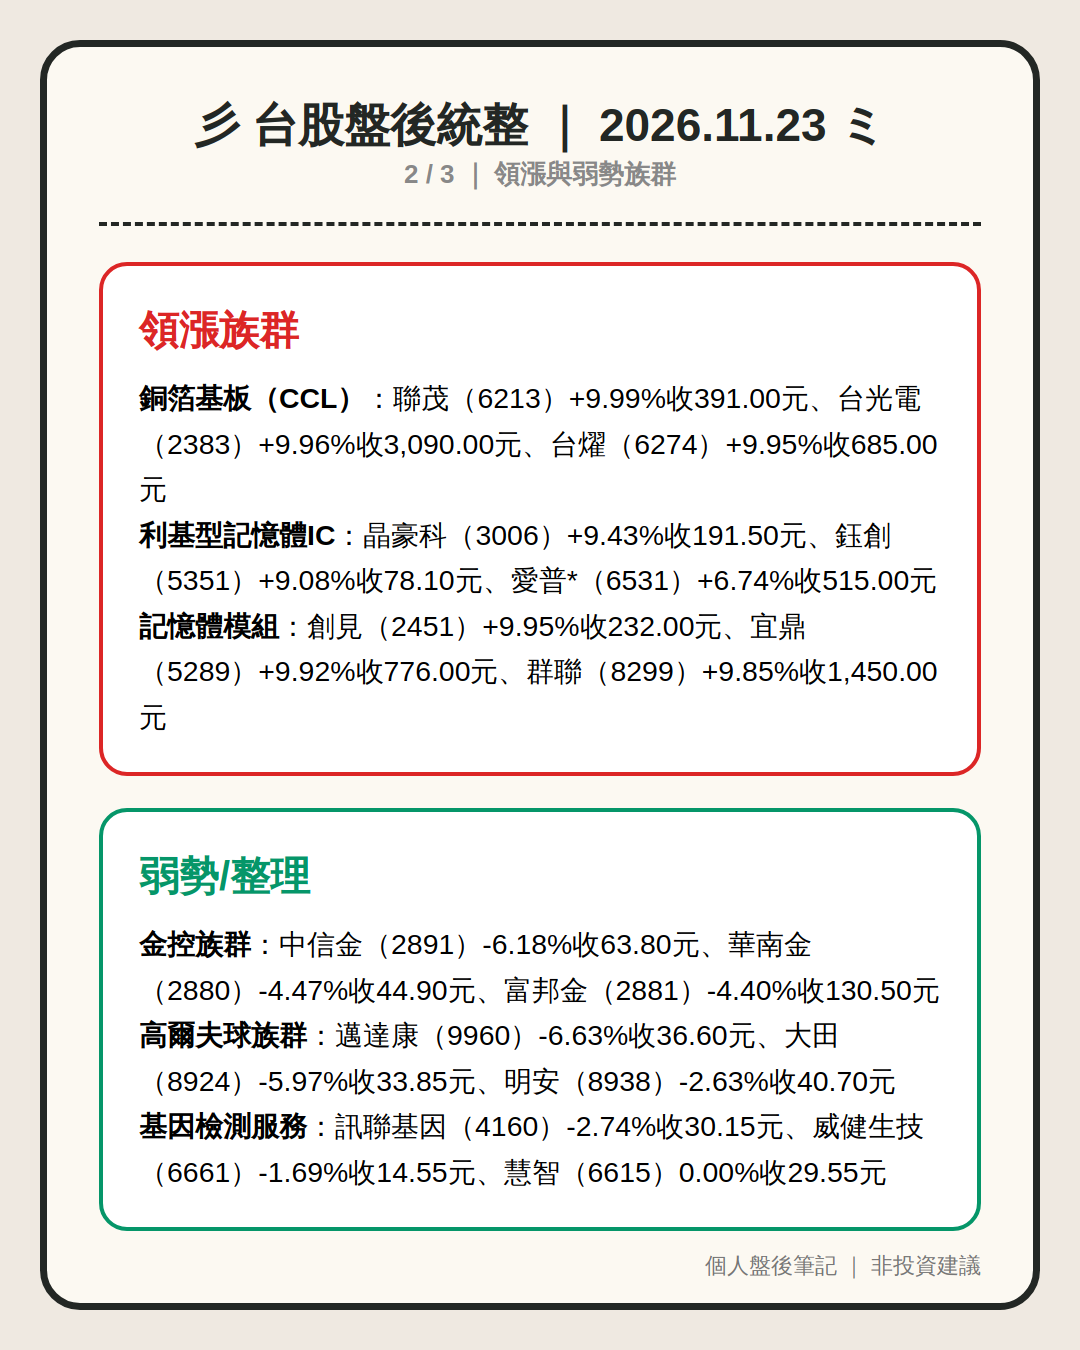 彡 台股盤後統整 ｜ 2026.11.23 ミ
2 / 3 ｜ 領漲與弱勢族群
領漲族群
銅箔基板（CCL）：聯茂（6213）+9.99%收391.00元、台光電
（2383）+9.96%收3,090.00元、台燿（6274）+9.95%收685.00
元
利基型記憶體IC：晶豪科（3006）+9.43%收191.50元、鈺創
（5351）+9.08%收78.10元、愛普*（6531）+6.74%收515.00元
記憶體模組：創見（2451）+9.95%收232.00元、宜鼎
（5289）+9.92%收776.00元、群聯（8299）+9.85%收1,450.00
元
弱勢/整理
金控族群：中信金（2891）-6.18%收63.80元、華南金
（2880）-4.47%收44.90元、富邦金（2881）-4.40%收130.50元
高爾夫球族群：邁達康（9960）-6.63%收36.60元、大田
（8924）-5.97%收33.85元、明安（8938）-2.63%收40.70元
基因檢測服務：訊聯基因（4160）-2.74%收30.15元、威健生技
（6661）-1.69%收14.55元、慧智（6615）0.00%收29.55元
個人盤後筆記 ｜ 非投資建議